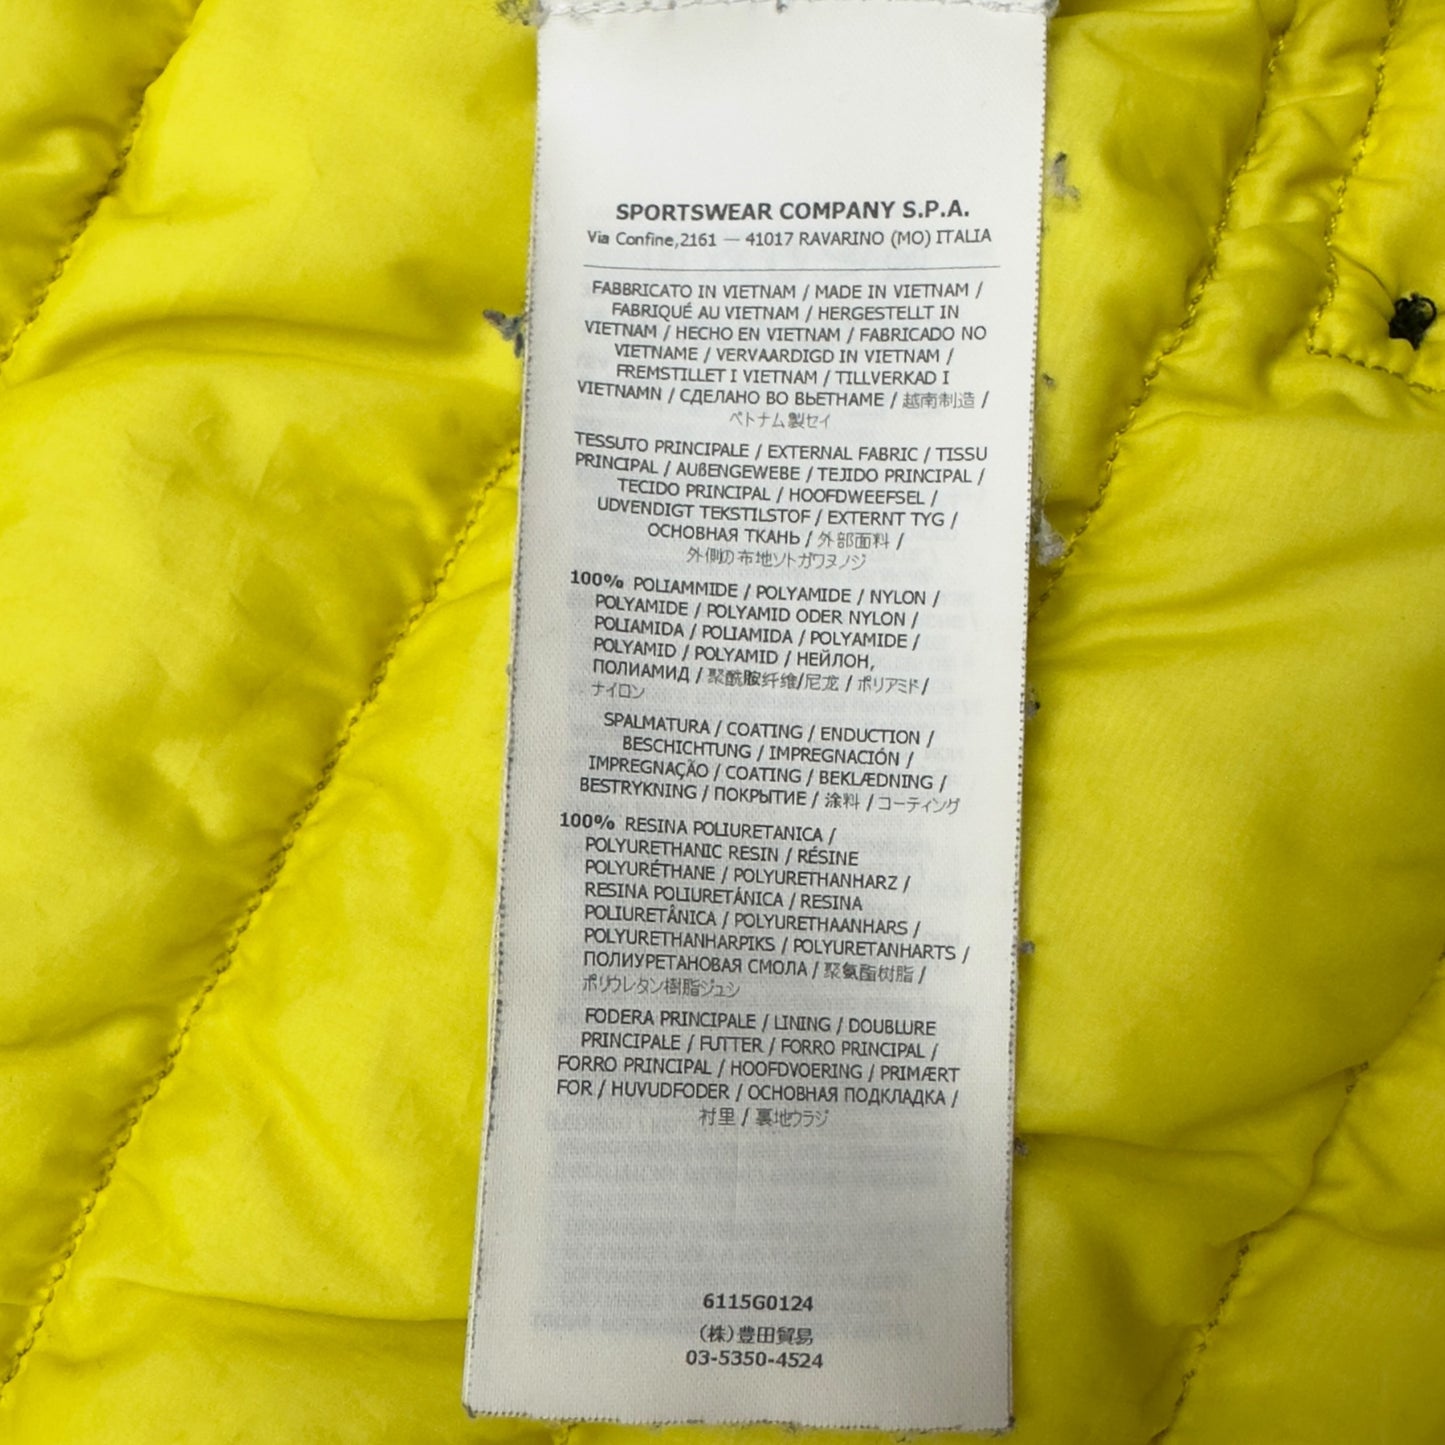 SPORTSWEAR COMPANY S.P.A.
Via Confine,2161 — 41017 RAVARINO (MO) ITALIA
FABBRICATO IN VIETNAM / MADE IN VIETNAM /
FABRIQUÉ AU VIETNAM / HERGESTELLT IN
VIETNAM / HECHO EN VIETNAM / FABRICADO NO
VIETNAME / VERVAARDIGD IN VIETNAM /
FREMSTILLET I VIETNAM / TILLVERKAD I
VIETNAMN / СДЕЛАНО ВО ВЬЕТНАМЕ / 越南制造 /
ベトナム製セイ
TESSUTO PRINCIPALE / EXTERNAL FABRIC / TISSU
PRINCIPAL / AUßENGEWEBE / TEJIDO PRINCIPAL /
TECIDO PRINCIPAL / HOOFDWEEFSEL /
UDVENDIGT TEKSTILSTOF / EXTERNT TYG /
ОСНОВНАЯ ТКАНЬ / 外部面料 /
外側の布地ソトガワヌノジ
100% POLIAMMIDE / POLYAMIDE / NYLON /
POLYAMIDE / POLYAMID ODER NYLON /
POLIAMIDA / POLIAMIDA / POLYAMIDE /
POLYAMID / POLYAMID / НЕЙЛОН,
ПОЛИАМИД / 聚酰胺纤维/尼龙 / ポリアミド/
ナイロン
SPALMATURA / COATING / ENDUCTION /
BESCHICHTUNG / IMPREGNACIÓN /
IMPREGNAÇÃO / COATING / BEKLÆDNING /
BESTRYKNING / ПОКРЫТИЕ / 涂料 / コーティング
100% RESINA POLIURETANICA /
POLYURETHANIC RESIN / RÉSINE
POLYURÉTHANE / POLYURETHANHARZ /
RESINA POLIURETÁNICA / RESINA
POLIURETÂNICA / POLYURETHAANHARS /
POLYURETHANHARPIKS / POLYURETANHARTS /
ПОЛИУРЕТАНОВАЯ СМОЛА / 聚氨酯树脂 /
ポリウレタン樹脂ジュシ
FODERA PRINCIPALE / LINING / DOUBLURE
PRINCIPALE / FUTTER / FORRO PRINCIPAL /
FORRO PRINCIPAL / HOOFDVOERING / PRIMÆRT
FOR / HUVUDFODER / ОСНОВНАЯ ПОДКЛАДКА /
衬里 / 裏地ウラジ
6115G0124
(株)豊田貿易
03-5350-4524